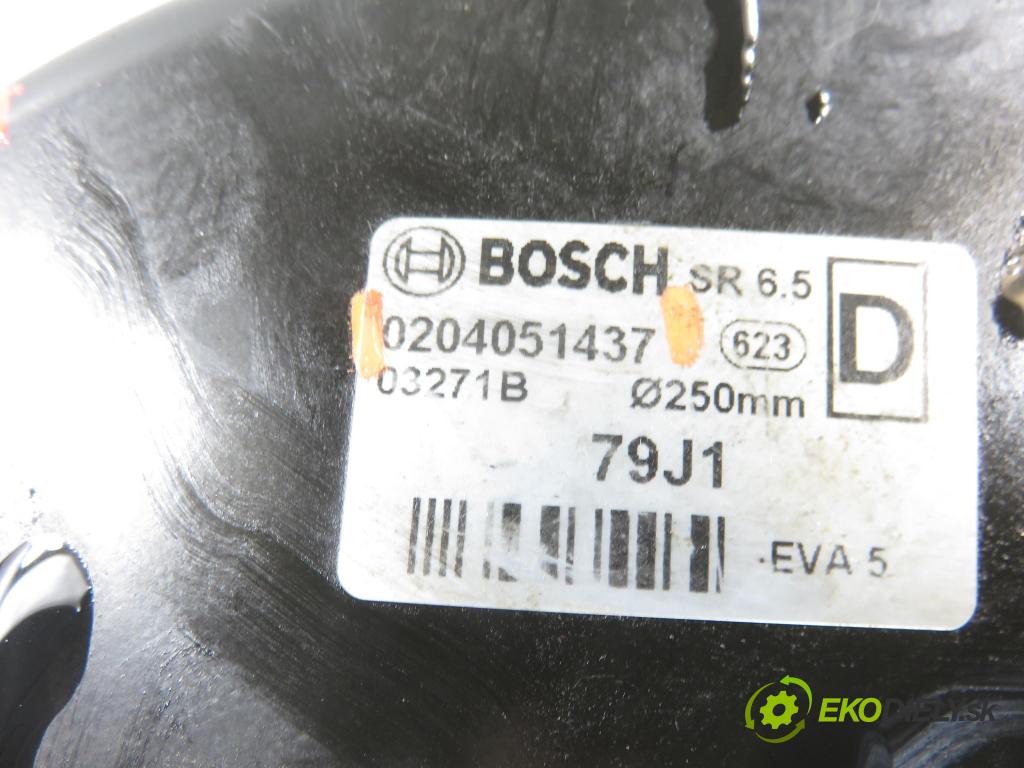 BOSCH SR 6.5
D
0204051437 623
03271B Ø250mm
79J1
EVA 5
EKODIELY.SK